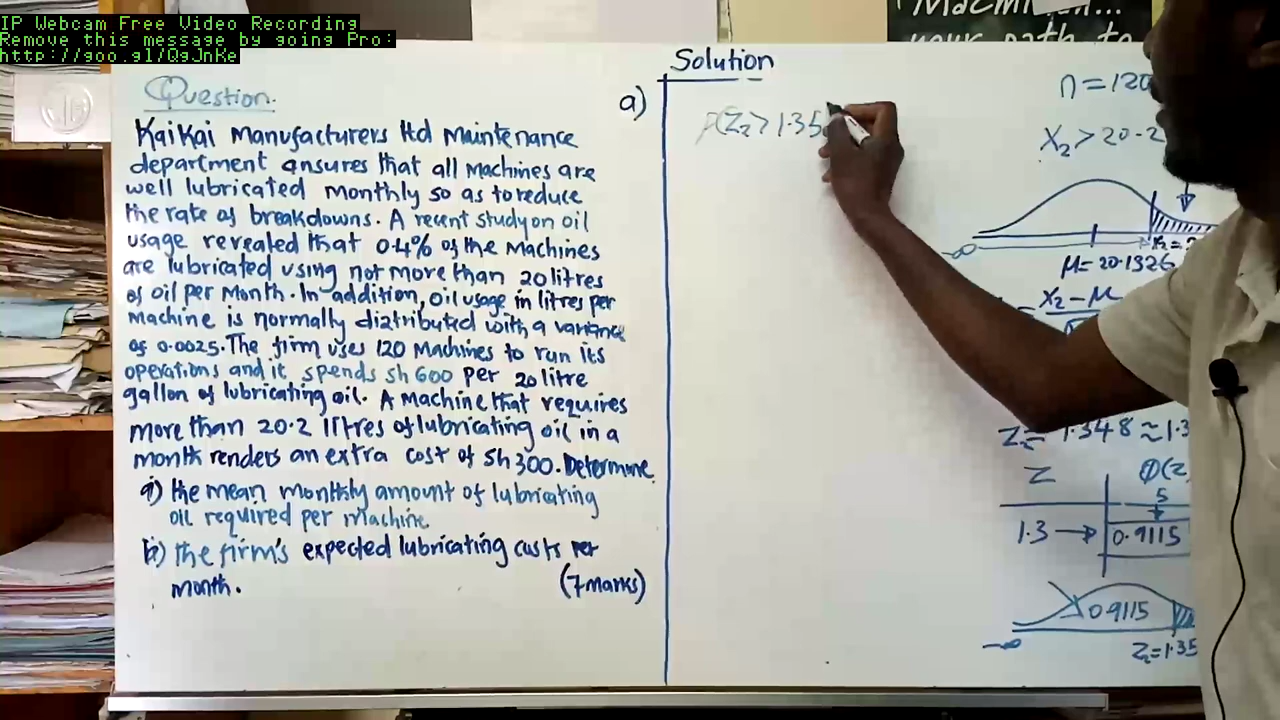 IP Webcam Free Video Recording
Remove this message by going Pro:
http://goo.gl/Q9JnKe
your path to
Question.
KaiKai Manufacturers ltd Maintenance
department ensures that all Machines are
well lubricated monthly so as to reduce
the rate of breakdowns. A recent study on oil
usage revealed that 0.4% of the Machines
are lubricated using not more than 20 litres
of oil per Month. In addition, oil usage in litres per
machine is normally distributed with a variance
of 0.0025. The firm uses 120 Machines to run its
operations and it spends sh 600 per 20 litre
gallon of lubricating oil. A Machine that requires
more than 20.2 litres of lubricating oil in a
month renders an extra cost of Sh 300. Determine
a) the mean monthly amount of lubricating
oil required per machine.
b) the firm's expected lubricating costs per
month. (7 marks)
Solution
a)
P(Z₂ > 1.35
n = 120
X₂ > 20.2
-∞
μ = 20.1326
X₂ - μ
Z₂ = 1.348 ≈ 1.3
Z Ø(Z
5
1.3 → 0.9115
0.9115
-∞
Z₂ = 1.35